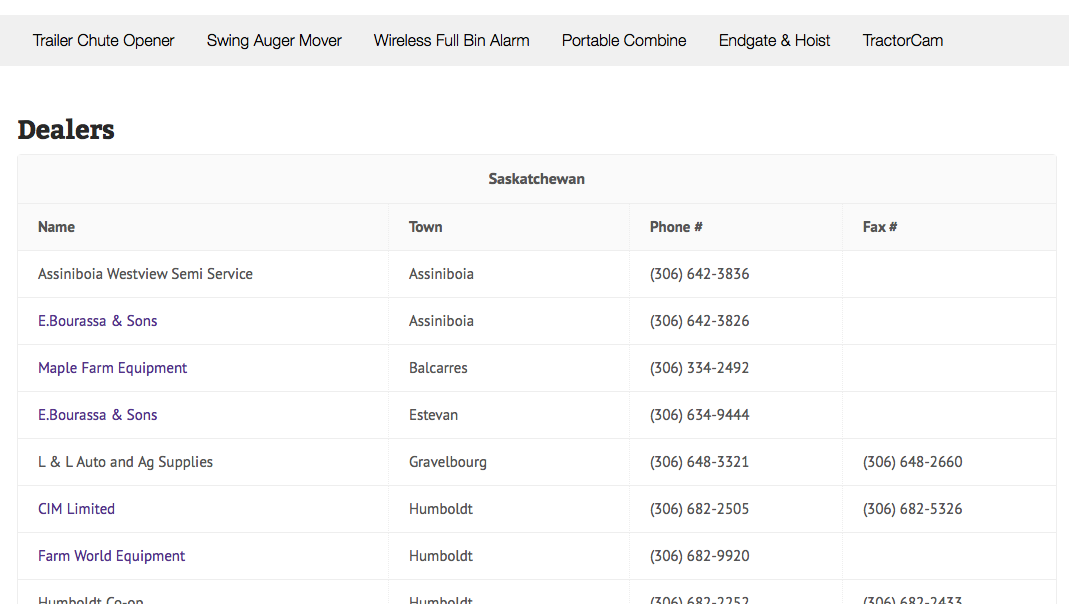 Trailer Chute Opener Swing Auger Mover Wireless Full Bin Alarm Portable Combine Endgate & Hoist TractorCam
Dealers
Saskatchewan
Name Town Phone # Fax #
Assiniboia Westview Semi Service Assiniboia (306) 642-3836
E.Bourassa & Sons Assiniboia (306) 642-3826
Maple Farm Equipment Balcarres (306) 334-2492
E.Bourassa & Sons Estevan (306) 634-9444
L & L Auto and Ag Supplies Gravelbourg (306) 648-3321 (306) 648-2660
CIM Limited Humboldt (306) 682-2505 (306) 682-5326
Farm World Equipment Humboldt (306) 682-9920
Humboldt Co-op Humboldt (306) 682-2252 (306) 682-2433